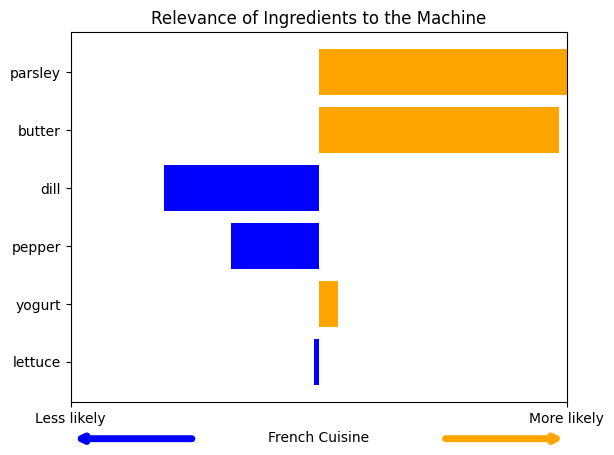 Relevance of Ingredients to the Machine
parsley
butter
dill
pepper
yogurt
lettuce
Less likely
More likely
French Cuisine